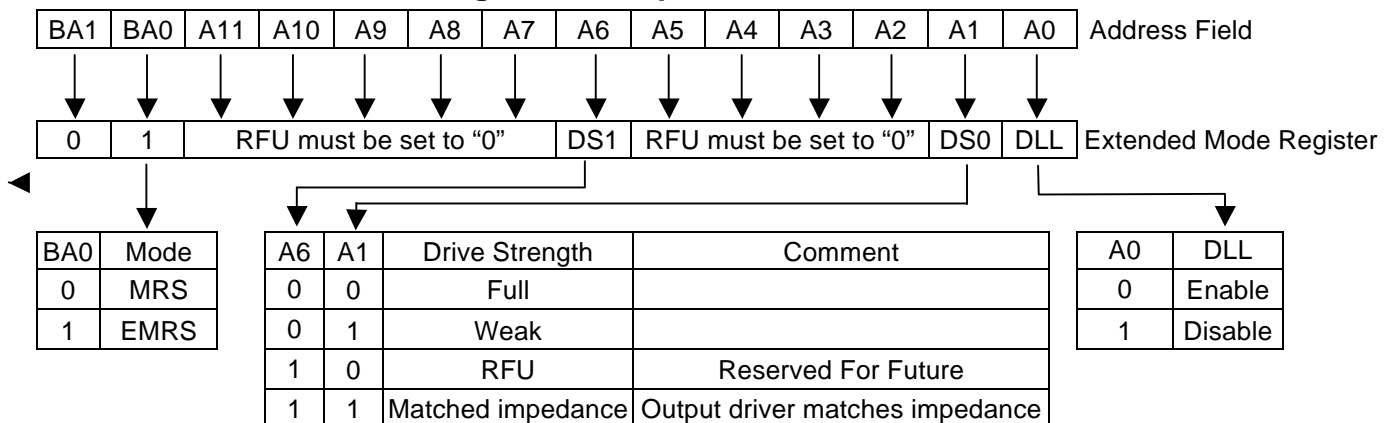 BA1 BA0 A11 A10 A9 A8 A7 A6 A5 A4 A3 A2 A1 A0 Address Field
0 1 RFU must be set to “0” DS1 RFU must be set to “0” DS0 DLL Extended Mode Register
BA0 Mode
0 MRS
1 EMRS
A6 A1 Drive Strength Comment
0 0 Full
0 1 Weak
1 0 RFU Reserved For Future
1 1 Matched impedance Output driver matches impedance
A0 DLL
0 Enable
1 Disable